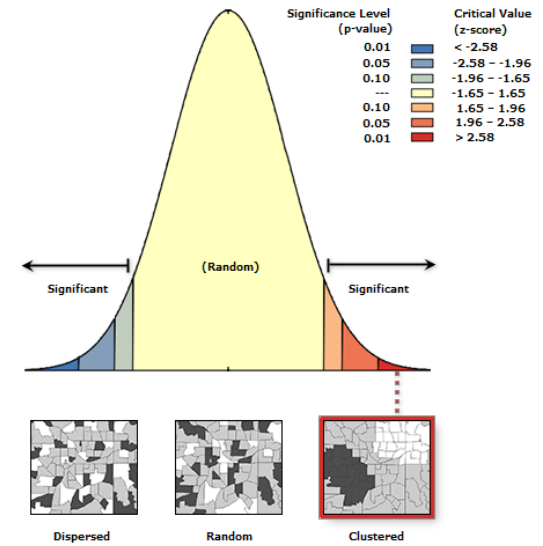 Significance Level Critical Value
(p-value) (z-score)
0.01 < -2.58
0.05 -2.58 – -1.96
0.10 -1.96 – -1.65
--- -1.65 – 1.65
0.10 1.65 – 1.96
0.05 1.96 – 2.58
0.01 > 2.58
(Random)
Significant Significant
Dispersed Random Clustered